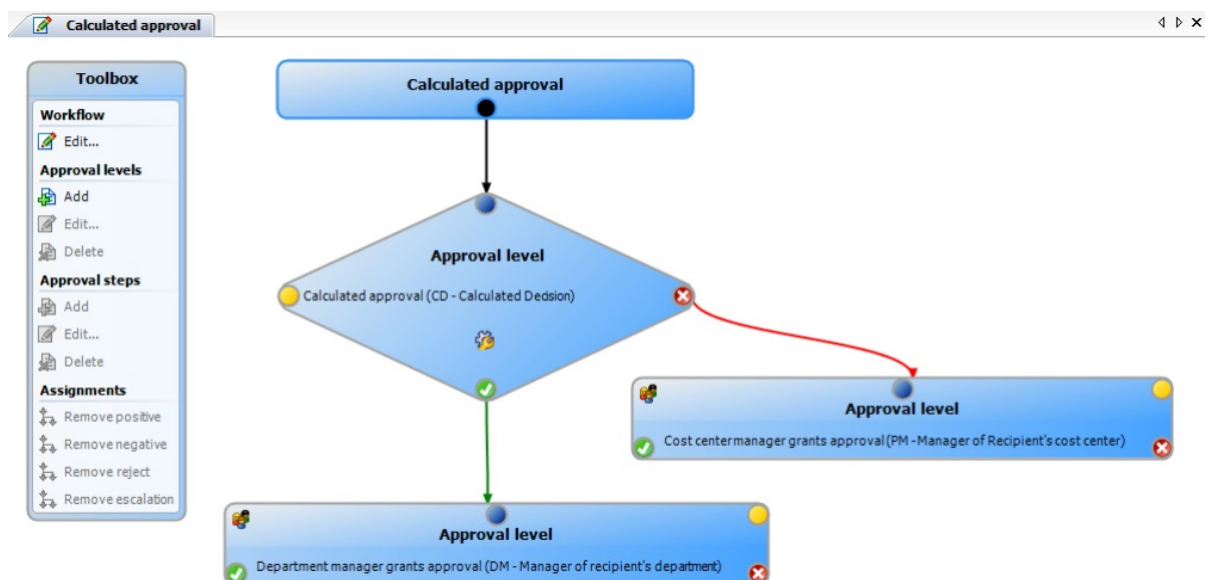 Calculated approval
Toolbox
Workflow
Edit...
Approval levels
Add
Edit...
Delete
Approval steps
Add
Edit...
Delete
Assignments
Remove positive
Remove negative
Remove reject
Remove escalation
Calculated approval
Approval level
Calculated approval (CD - Calculated Decision)
Approval level
Cost center manager grants approval (PM - Manager of Recipient's cost center)
Approval level
Department manager grants approval (DM - Manager of recipient's department)